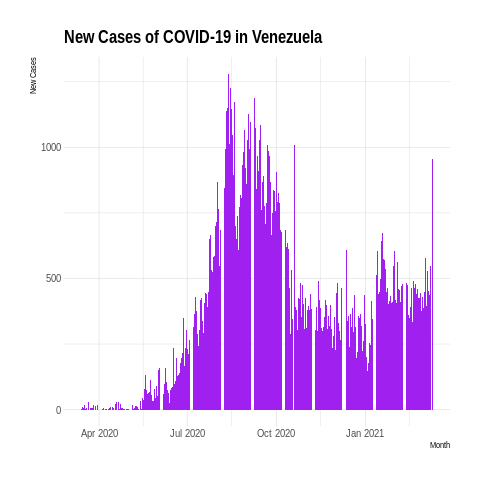 New Cases of COVID-19 in Venezuela
New Cases
1000
500
0
Apr 2020
Jul 2020
Oct 2020
Jan 2021
Month